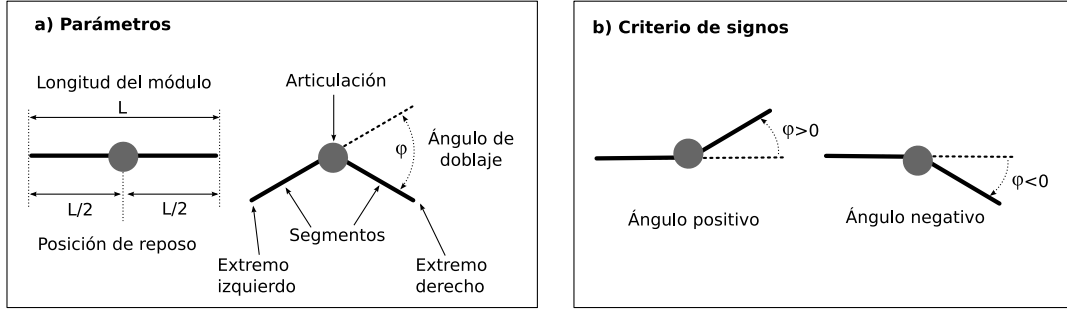 a) Parámetros
Longitud del módulo
L
L/2
L/2
Posición de reposo
Articulación
Ángulo de
doblaje
φ
Segmentos
Extremo
izquierdo
Extremo
derecho
b) Criterio de signos
φ>0
Ángulo positivo
φ<0
Ángulo negativo